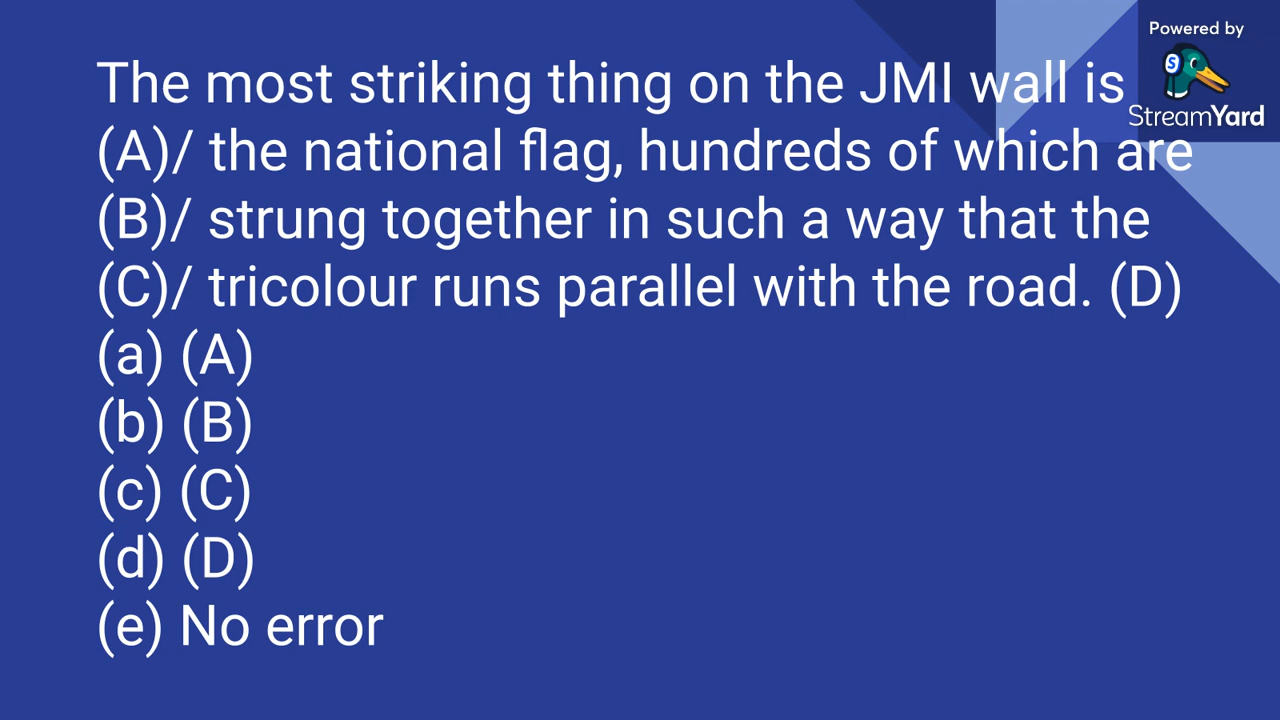 Powered by
StreamYard
The most striking thing on the JMI wall is
(A)/ the national flag, hundreds of which are
(B)/ strung together in such a way that the
(C)/ tricolour runs parallel with the road. (D)
(a) (A)
(b) (B)
(c) (C)
(d) (D)
(e) No error